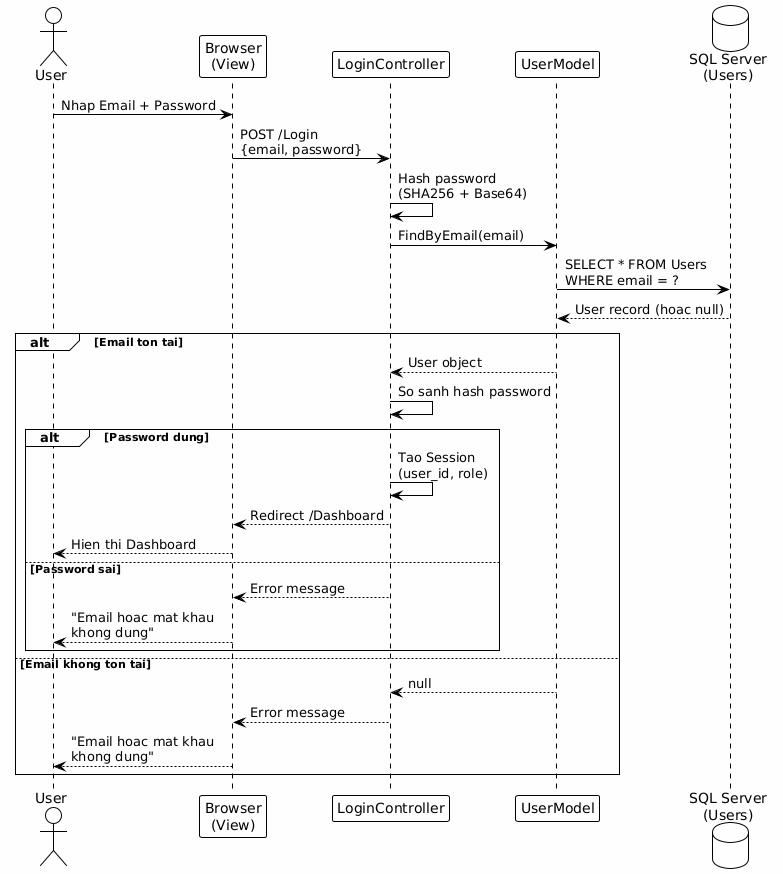 User
Browser
(View)
LoginController
UserModel
SQL Server
(Users)
Nhap Email + Password
POST /Login
{email, password}
Hash password
(SHA256 + Base64)
FindByEmail(email)
SELECT * FROM Users
WHERE email = ?
User record (hoac null)
alt [Email ton tai]
User object
So sanh hash password
alt [Password dung]
Tao Session
(user_id, role)
Redirect /Dashboard
Hien thi Dashboard
[Password sai]
Error message
"Email hoac mat khau
khong dung"
[Email khong ton tai]
null
Error message
"Email hoac mat khau
khong dung"
User
Browser
(View)
LoginController
UserModel
SQL Server
(Users)